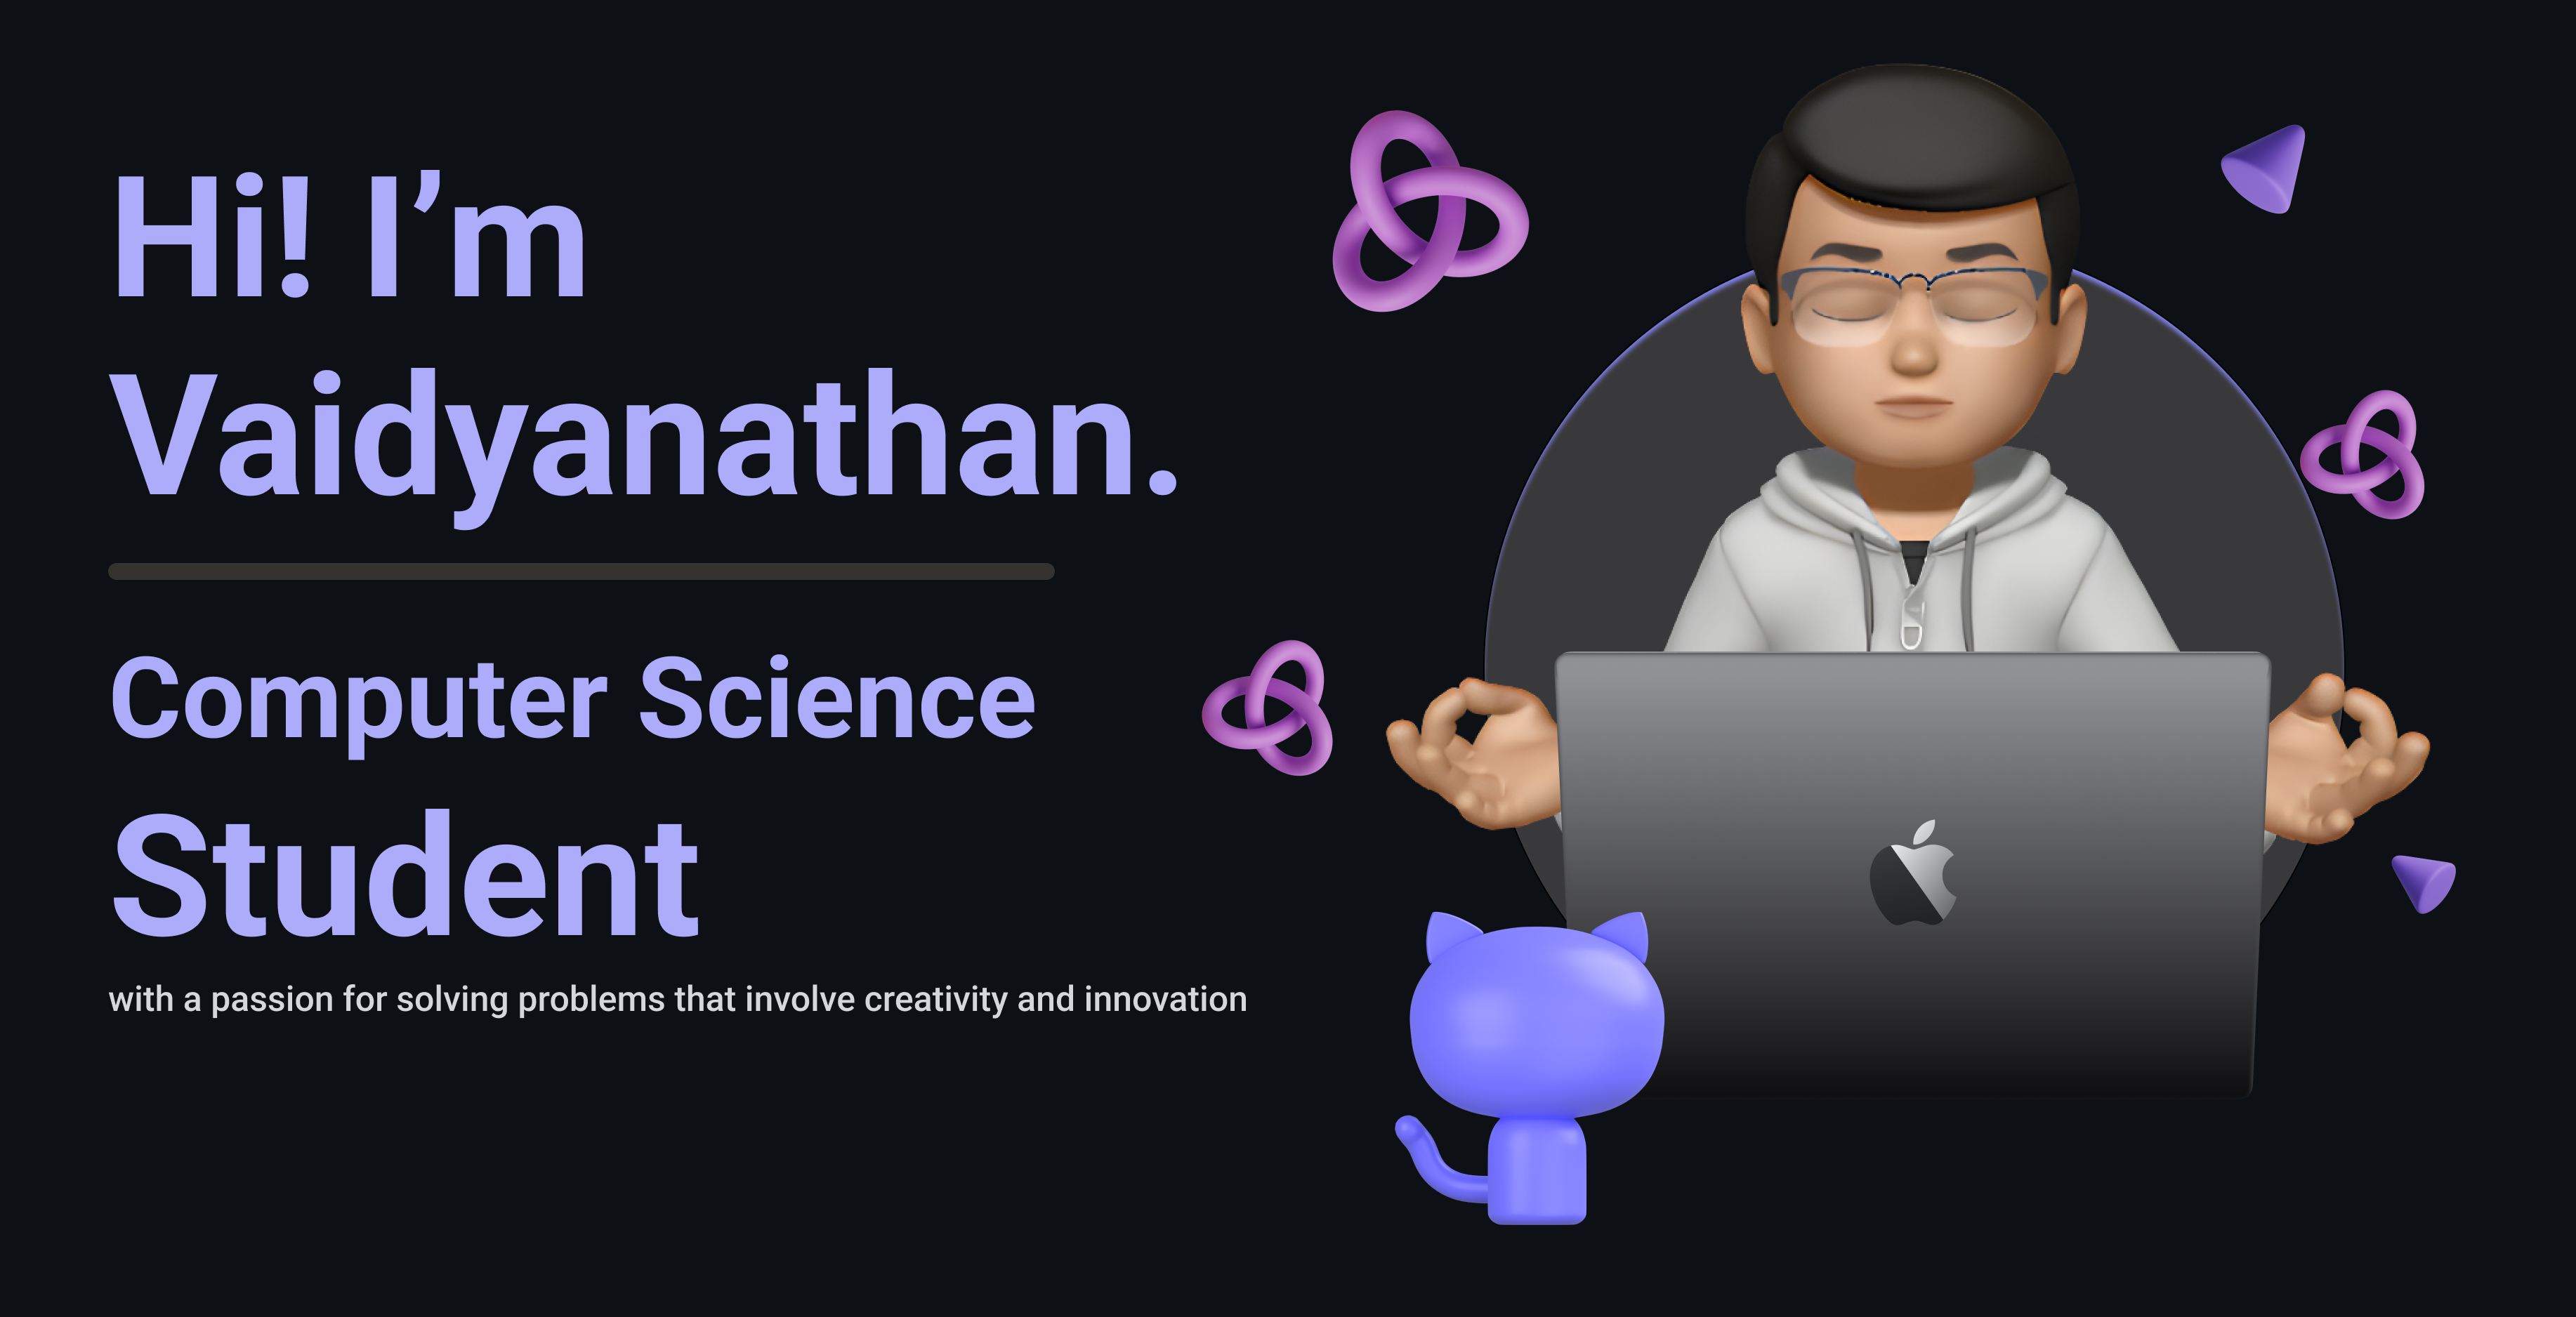 Hi! I’m
Vaidyanathan.
Computer Science
Student
with a passion for solving problems that involve creativity and innovation